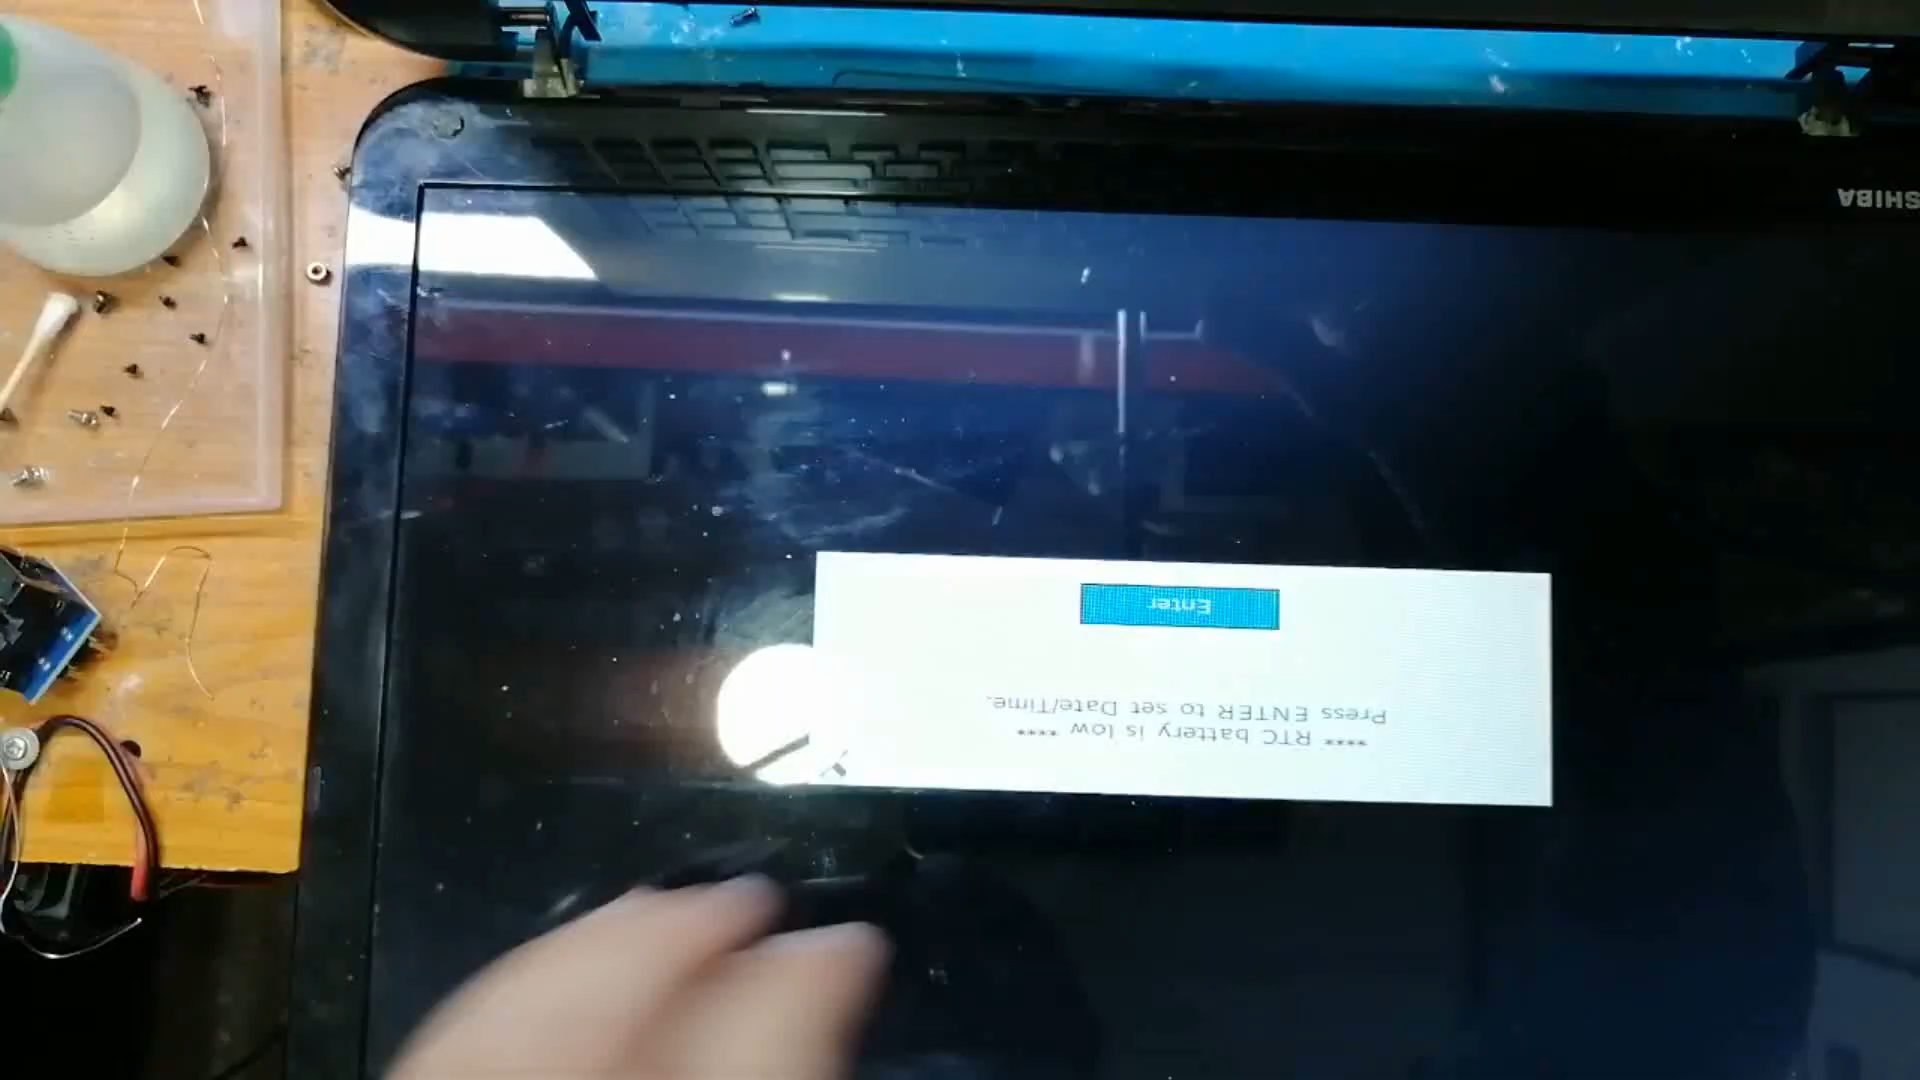 **** RTC battery is low ****
Press ENTER to set Date/Time.
Enter
SHIBA